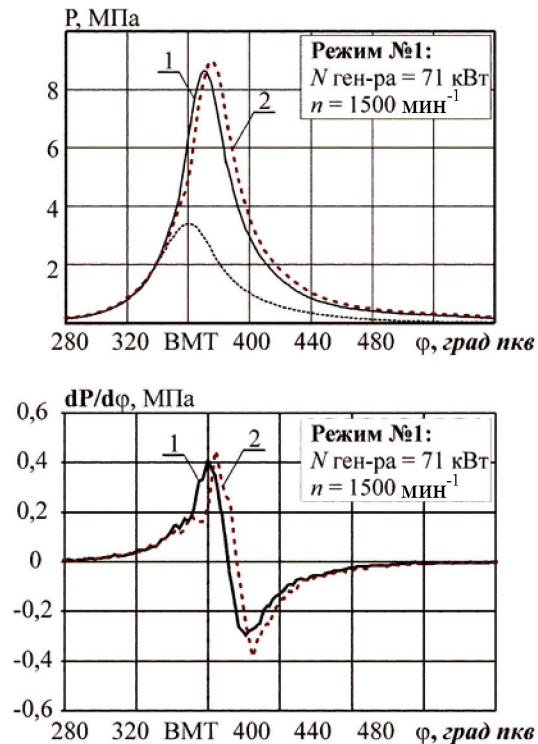 P, МПа
1
2
Режим №1:
N ген-ра = 71 кВт
n = 1500 мин⁻¹
8
6
4
2
280 320 ВМТ 400 440 480 φ, град пкв
dP/dφ, МПа
0,6
1
2
Режим №1:
N ген-ра = 71 кВт
n = 1500 мин⁻¹
0,4
0,2
0
-0,2
-0,4
-0,6
280 320 ВМТ 400 440 480 φ, град пкв